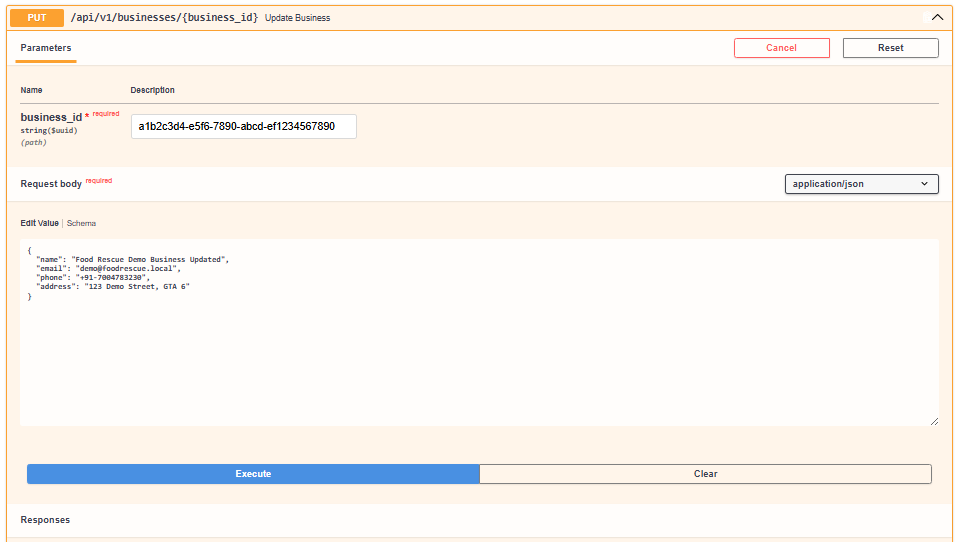 PUT /api/v1/businesses/{business_id} Update Business
Parameters Cancel Reset
Name Description
business_id * required a1b2c3d4-e5f6-7890-abcd-ef1234567890
string($uuid)
(path)
Request body required application/json
Edit Value | Schema
{
"name": "Food Rescue Demo Business Updated",
"email": "demo@foodrescue.local",
"phone": "+91-7004783230",
"address": "123 Demo Street, GTA 6"
}
Execute Clear
Responses